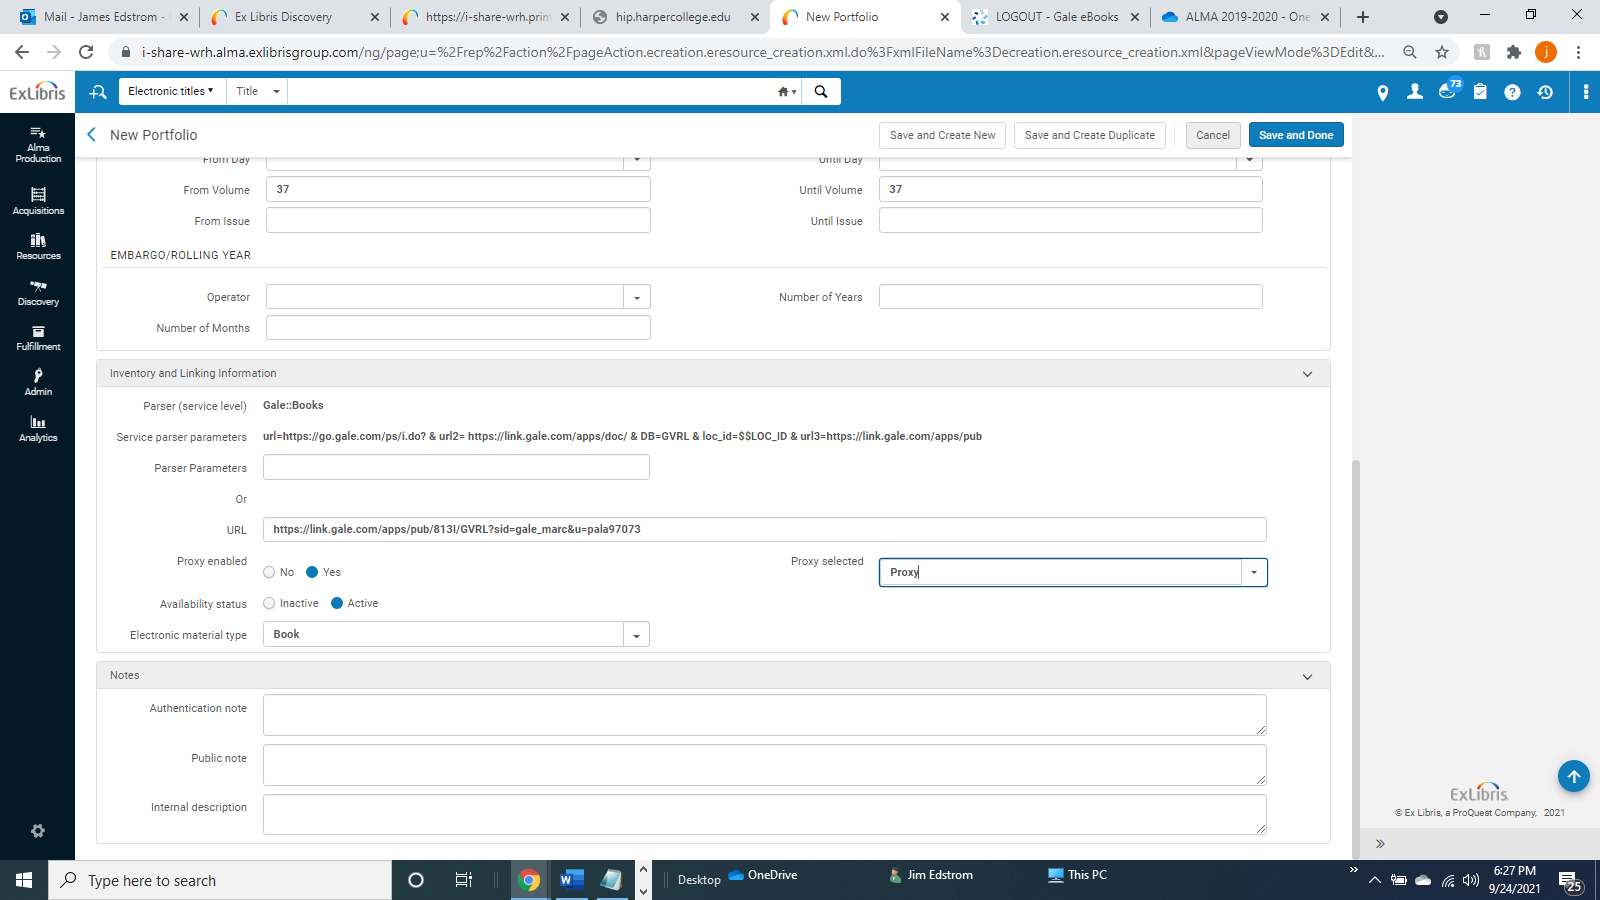 Mail - James Edstrom -
Ex Libris Discovery
https://i-share-wrh.prim
hip.harpercollege.edu
New Portfolio
LOGOUT - Gale eBooks
ALMA 2019-2020 - One
i-share-wrh.alma.exlibrisgroup.com/ng/page;u=%2Frep%2Faction%2FpageAction.ecreation.eresource_creation.xml.do%3FxmlFileName%3Decreation.eresource_creation.xml&pageViewMode%3DEdit&...
j
ExLibris
Electronic titles
Title
73
Alma
Production
Acquisitions
Resources
Discovery
Fulfillment
Admin
Analytics
New Portfolio
Save and Create New
Save and Create Duplicate
Cancel
Save and Done
From Day
Until Day
From Volume
37
Until Volume
37
From Issue
Until Issue
EMBARGO/ROLLING YEAR
Operator
Number of Years
Number of Months
Inventory and Linking Information
Parser (service level)
Gale::Books
Service parser parameters
url=https://go.gale.com/ps/i.do? & url2= https://link.gale.com/apps/doc/ & DB=GVRL & loc_id=$$LOC_ID & url3=https://link.gale.com/apps/pub
Parser Parameters
Or
URL
https://link.gale.com/apps/pub/813I/GVRL?sid=gale_marc&u=pala97073
Proxy enabled
No
Yes
Proxy selected
Proxy
Availability status
Inactive
Active
Electronic material type
Book
Notes
Authentication note
Public note
Internal description
ExLibris
© Ex Libris, a ProQuest Company, 2021
Type here to search
Desktop
OneDrive
Jim Edstrom
This PC
6:27 PM
9/24/2021
25